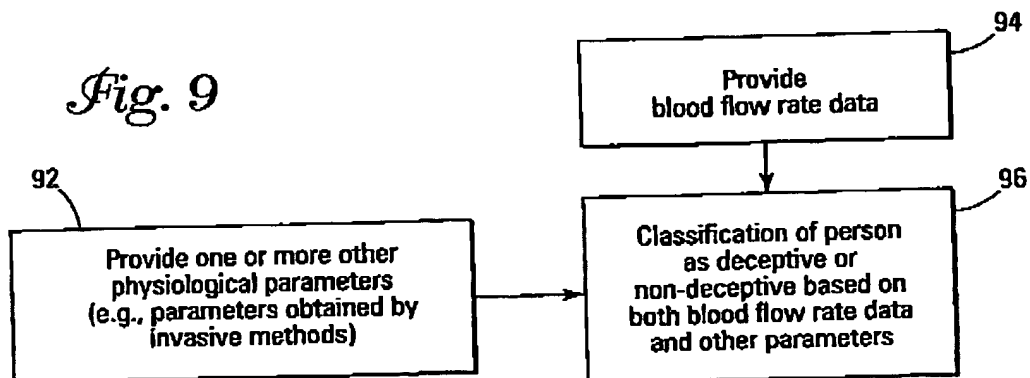 Fig. 9
94
Provide
blood flow rate data
92
96
Provide one or more other
physiological parameters
(e.g., parameters obtained by
invasive methods)
Classification of person
as deceptive or
non-deceptive based on
both blood flow rate data
and other parameters